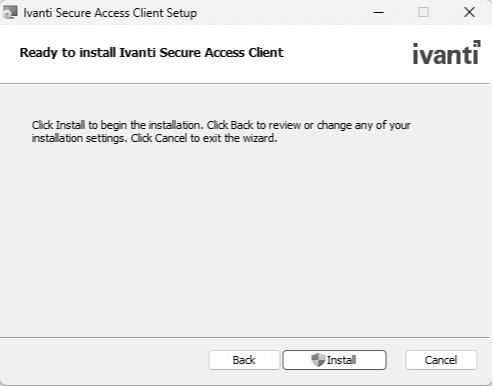 Ivanti Secure Access Client Setup
Ready to install Ivanti Secure Access Client
ivanti
Click Install to begin the installation. Click Back to review or change any of your
installation settings. Click Cancel to exit the wizard.
Back
Install
Cancel